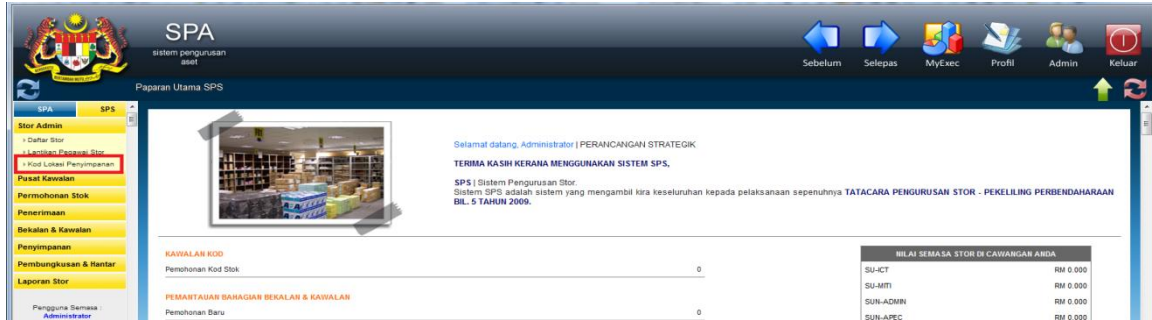 SPA
sistem pengurusan
aset
Sebelum
Selepas
MyExec
Profil
Admin
Keluar
Paparan Utama SPS
SPA
SPS
Stor Admin
› Daftar Stor
› Lantikan Pegawai Stor
› Kod Lokasi Penyimpanan
Pusat Kawalan
Permohonan Stok
Penerimaan
Bekalan & Kawalan
Penyimpanan
Pembungkusan & Hantar
Laporan Stor
Pengguna Semasa :
Administrator
Selamat datang, Administrator | PERANCANGAN STRATEGIK
TERIMA KASIH KERANA MENGGUNAKAN SISTEM SPS,
SPS | Sistem Pengurusan Stor.
Sistem SPS adalah sistem yang mengambil kira keseluruhan kepada pelaksanaan sepenuhnya TATACARA PENGURUSAN STOR - PEKELILING PERBENDAHARAAN
BIL. 5 TAHUN 2009.
KAWALAN KOD
Pemohonan Kod Stok 0
PEMANTAUAN BAHAGIAN BEKALAN & KAWALAN
Pemohonan Baru 0
NILAI SEMASA STOR DI CAWANGAN ANDA
SU-ICT RM 0.000
SU-MITI RM 0.000
SUN-ADMIN RM 0.000
SUN-APEC RM 0.000